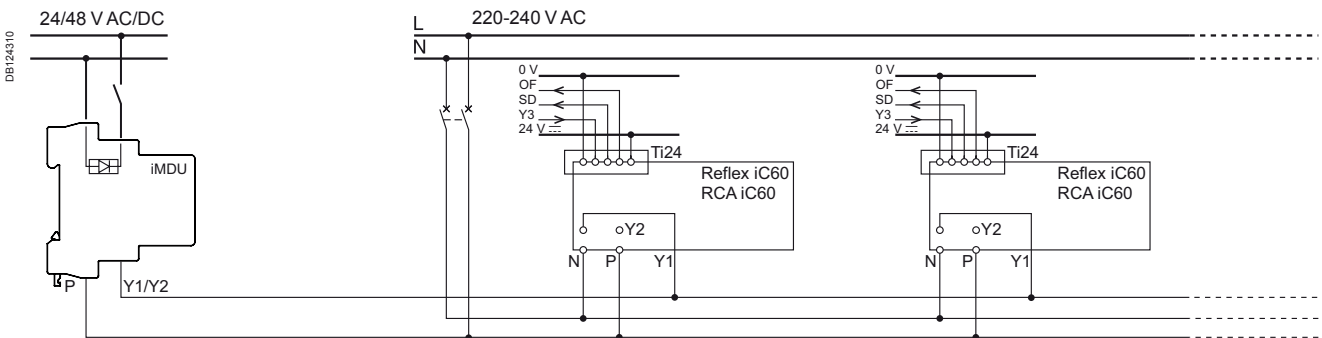 DB124310
24/48 V AC/DC
iMDU
P
Y1/Y2
L
N
220-240 V AC
0 V
OF
SD
Y3
24 V ⎓
Ti24
Reflex iC60
RCA iC60
Y2
N
P
Y1
0 V
OF
SD
Y3
24 V ⎓
Ti24
Reflex iC60
RCA iC60
Y2
N
P
Y1